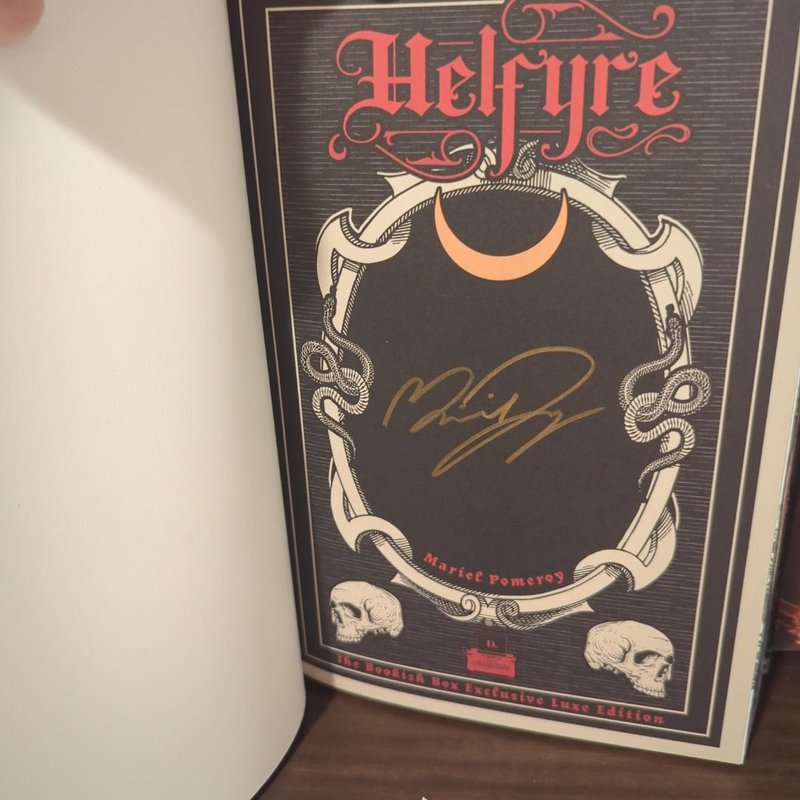 Helfyre
Mariel Pomeroy
D.
The Bookish Box Exclusive Luxe Edition